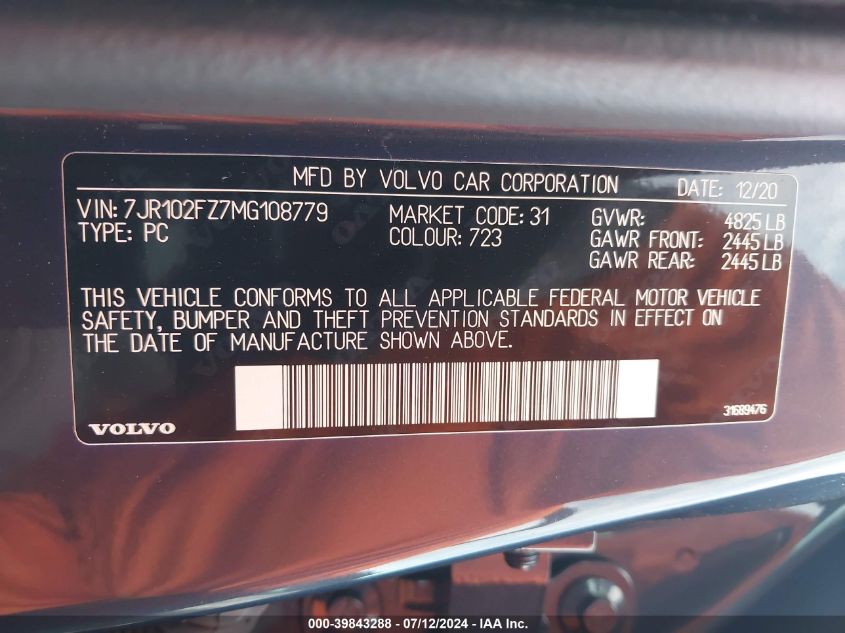 MFD BY VOLVO CAR CORPORATION DATE: 12/20
VIN: 7JR102FZ7MG108779 MARKET CODE: 31 GVWR: 4825 LB
TYPE: PC COLOUR: 723 GAWR FRONT: 2445 LB
GAWR REAR: 2445 LB
THIS VEHICLE CONFORMS TO ALL APPLICABLE FEDERAL MOTOR VEHICLE
SAFETY, BUMPER AND THEFT PREVENTION STANDARDS IN EFFECT ON
THE DATE OF MANUFACTURE SHOWN ABOVE.
31689476
VOLVO
000-39843288 - 07/12/2024 - IAA Inc.